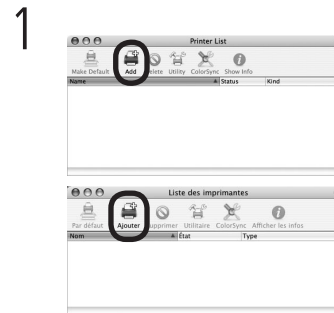 1
Printer List
Make Default Add Delete Utility ColorSync Show Info
Name Status Kind
Liste des imprimantes
Par défaut Ajouter Supprimer Utilitaire ColorSync Afficher les infos
Nom État Type